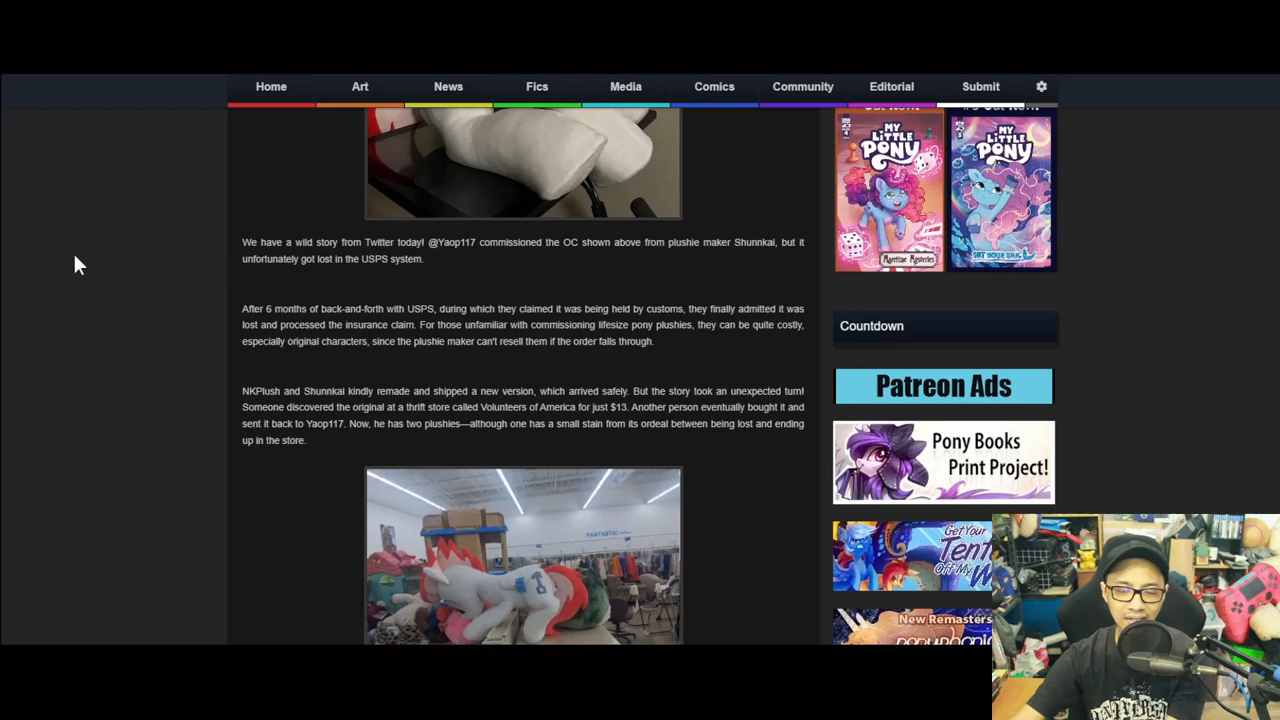 Home Art News Fics Media Comics Community Editorial Submit
MY LITTLE PONY
Maretime Mysteries
MY LITTLE PONY
SET YOUR SAIL
We have a wild story from Twitter today! @Yaop117 commissioned the OC shown above from plushie maker Shunnkai, but it
unfortunately got lost in the USPS system.
After 6 months of back-and-forth with USPS, during which they claimed it was being held by customs, they finally admitted it was
lost and processed the insurance claim. For those unfamiliar with commissioning lifesize pony plushies, they can be quite costly,
especially original characters, since the plushie maker can't resell them if the order falls through.
NKPlush and Shunnkai kindly remade and shipped a new version, which arrived safely. But the story took an unexpected turn!
Someone discovered the original at a thrift store called Volunteers of America for just $13. Another person eventually bought it and
sent it back to Yaop117. Now, he has two plushies—although one has a small stain from its ordeal between being lost and ending
up in the store.
FANTASTIC
Countdown
Patreon Ads
Pony Books
Print Project!
Get Your
Off My
New Remasters